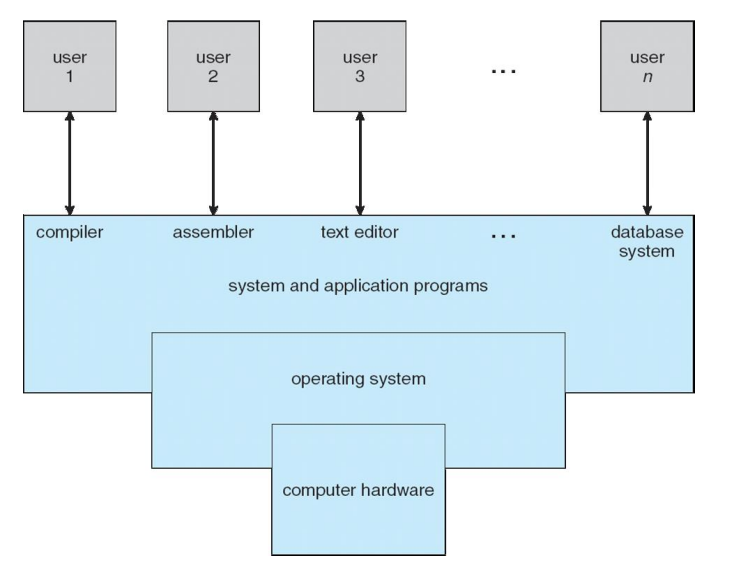 user
1
user
2
user
3
...
user
n
compiler
assembler
text editor
...
database
system
system and application programs
operating system
computer hardware